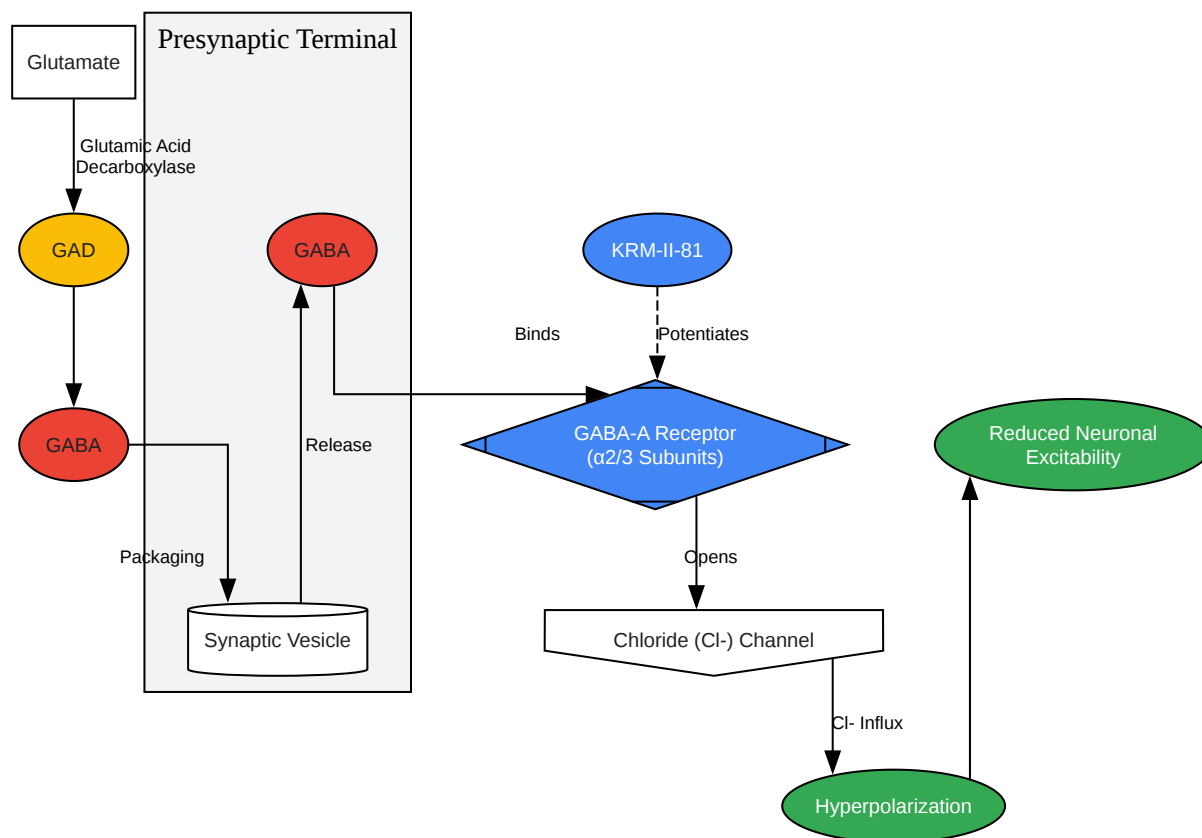 Presynaptic Terminal
Glutamate
Glutamic Acid
Decarboxylase
GAD
GABA
KRM-II-81
Binds
Potentiates
GABA
Release
GABA-A Receptor
(α2/3 Subunits)
Reduced Neuronal
Excitability
Packaging
Opens
Synaptic Vesicle
Chloride (Cl-) Channel
Cl- Influx
Hyperpolarization